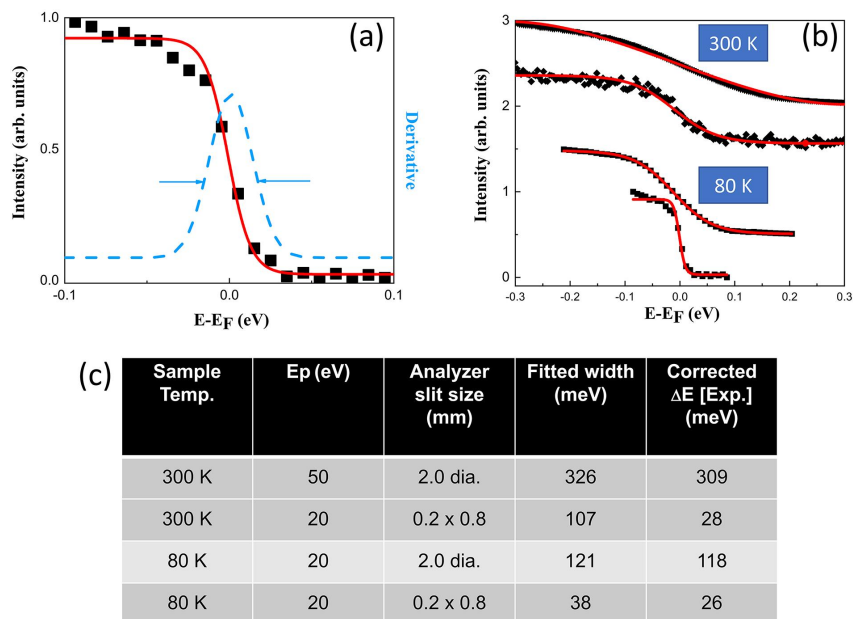 (a)
1.0
0.5
0.0
Intensity (arb. units)
Derivative
-0.1
0.0
0.1
E-EF (eV)
(b)
300 K
80 K
3
2
1
0
Intensity (arb. units)
-0.3
-0.2
-0.1
0.0
0.1
0.2
0.3
E-EF (eV)
(c)
Sample Temp. Ep (eV) Analyzer slit size (mm) Fitted width (meV) Corrected ΔE [Exp.] (meV)
300 K 50 2.0 dia. 326 309
300 K 20 0.2 x 0.8 107 28
80 K 20 2.0 dia. 121 118
80 K 20 0.2 x 0.8 38 26